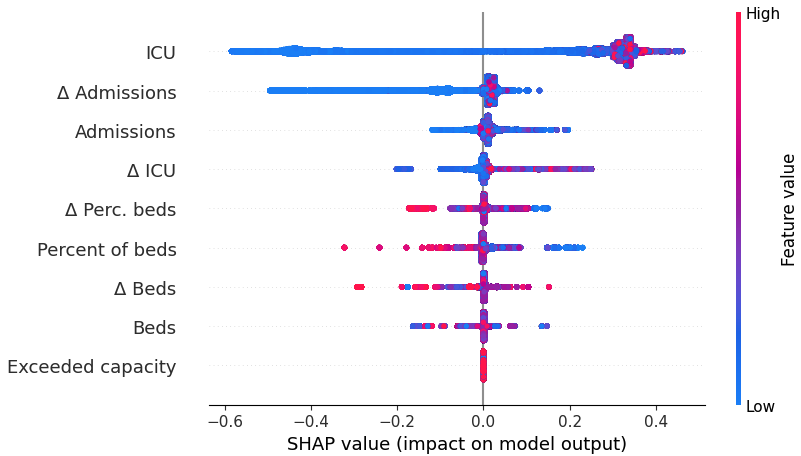 High
ICU
Δ Admissions
Admissions
Δ ICU
Δ Perc. beds
Percent of beds
Δ Beds
Beds
Exceeded capacity
Feature value
Low
−0.6 −0.4 −0.2 0.0 0.2 0.4
SHAP value (impact on model output)